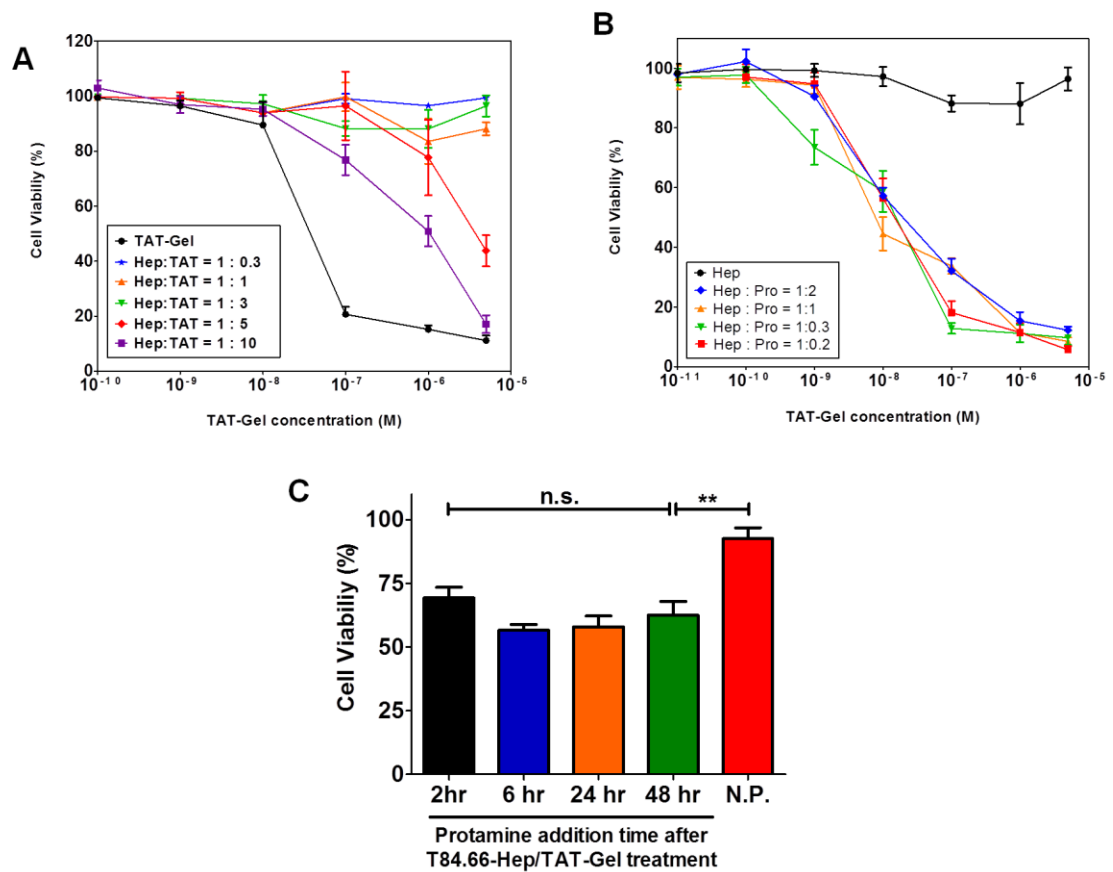 A
120
100
80
60
40
20
0
Cell Viabiliy (%)
TAT-Gel
Hep:TAT = 1 : 0.3
Hep:TAT = 1 : 1
Hep:TAT = 1 : 3
Hep:TAT = 1 : 5
Hep:TAT = 1 : 10
10⁻¹⁰ 10⁻⁹ 10⁻⁸ 10⁻⁷ 10⁻⁶ 10⁻⁵
TAT-Gel concentration (M)
B
100
80
60
40
20
0
Cell Viabiliy (%)
Hep
Hep : Pro = 1:2
Hep : Pro = 1:1
Hep : Pro = 1:0.3
Hep : Pro = 1:0.2
10⁻¹¹ 10⁻¹⁰ 10⁻⁹ 10⁻⁸ 10⁻⁷ 10⁻⁶ 10⁻⁵
TAT-Gel concentration (M)
C
n.s.
**
100
75
50
25
0
Cell Viabiliy (%)
2hr 6 hr 24 hr 48 hr N.P.
Protamine addition time after
T84.66-Hep/TAT-Gel treatment